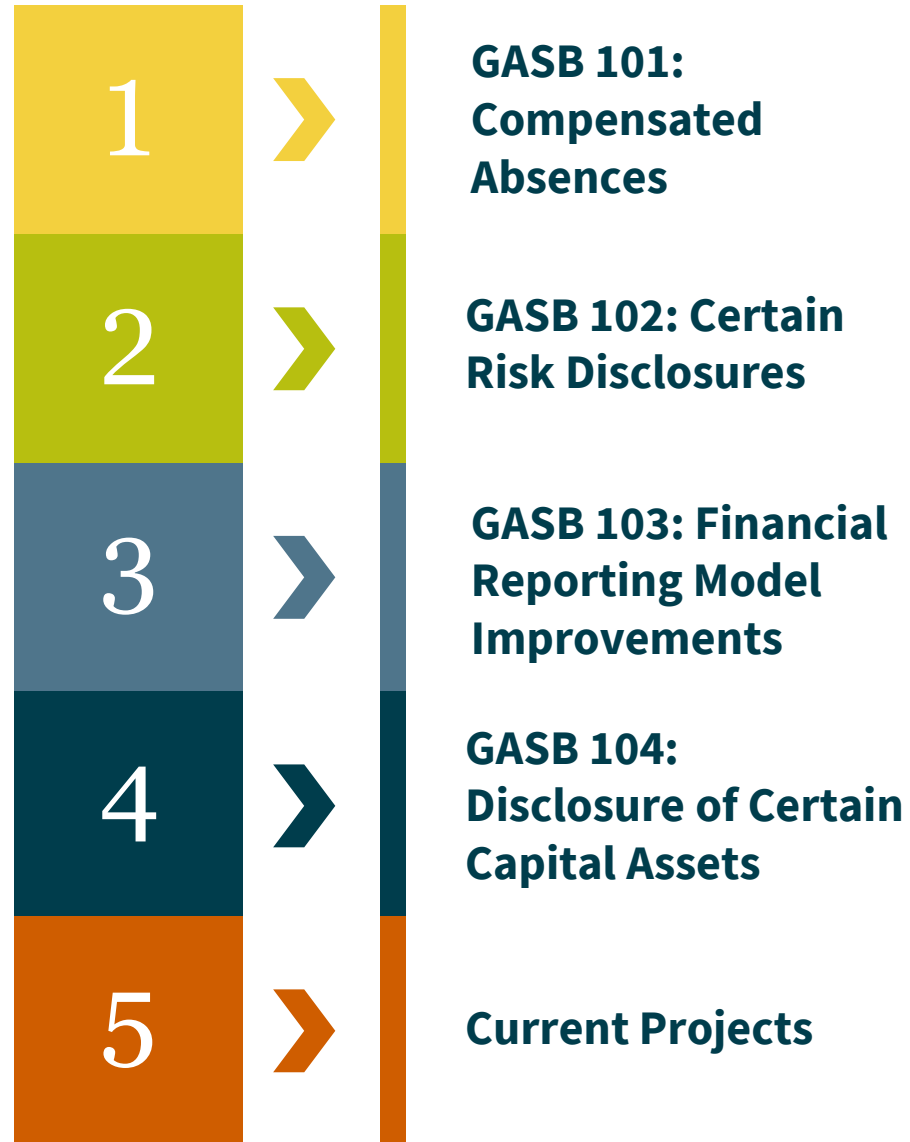 1
GASB 101:
Compensated
Absences
2
GASB 102: Certain
Risk Disclosures
3
GASB 103: Financial
Reporting Model
Improvements
4
GASB 104:
Disclosure of Certain
Capital Assets
5
Current Projects